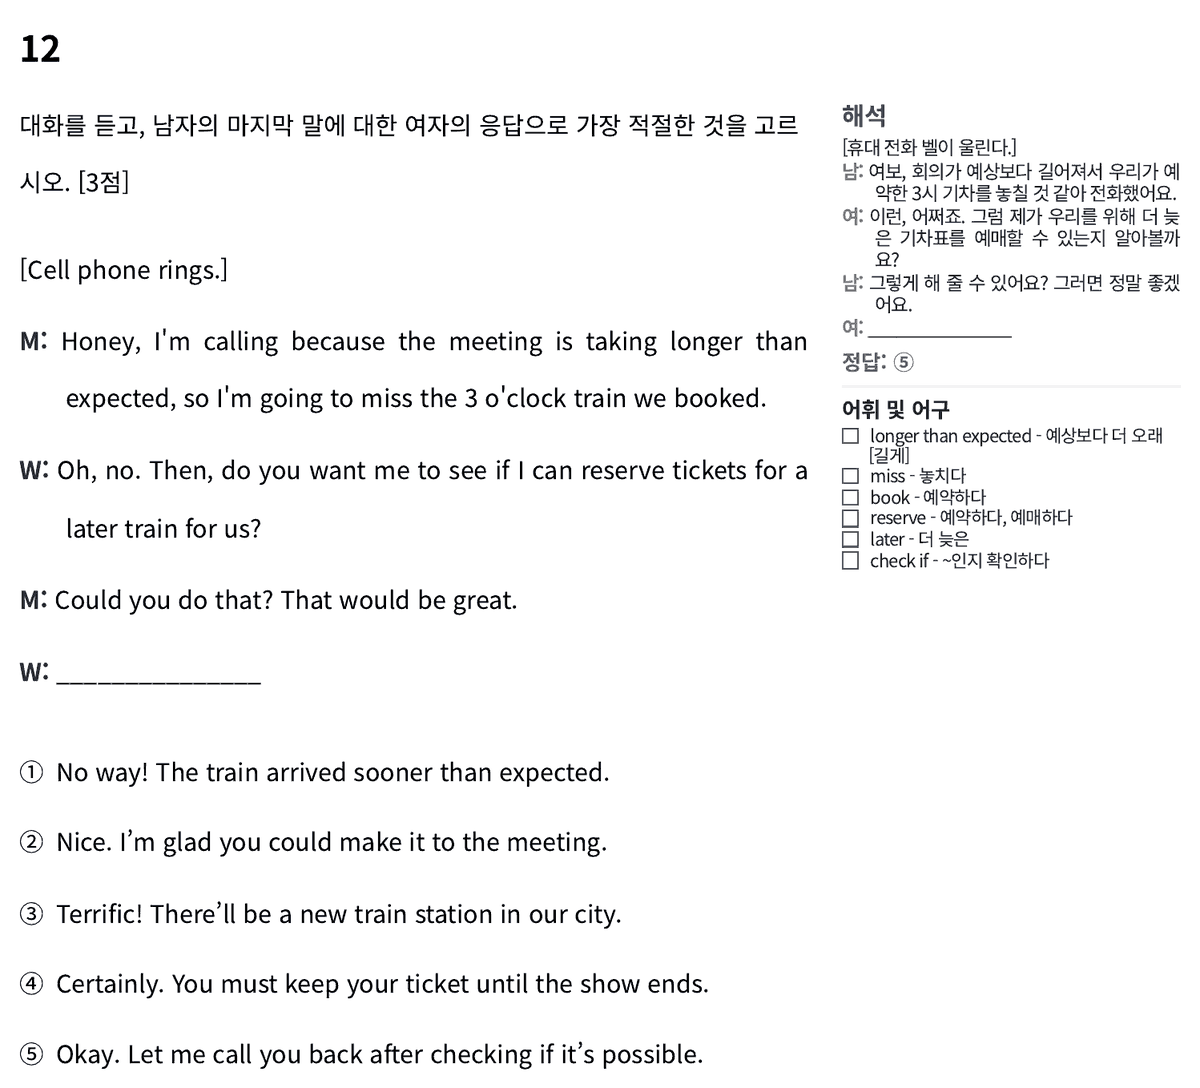 12
대화를 듣고, 남자의 마지막 말에 대한 여자의 응답으로 가장 적절한 것을 고르
시오. [3점]
[Cell phone rings.]
M: Honey, I'm calling because the meeting is taking longer than
expected, so I'm going to miss the 3 o'clock train we booked.
W: Oh, no. Then, do you want me to see if I can reserve tickets for a
later train for us?
M: Could you do that? That would be great.
W: _______________
① No way! The train arrived sooner than expected.
② Nice. I’m glad you could make it to the meeting.
③ Terrific! There’ll be a new train station in our city.
④ Certainly. You must keep your ticket until the show ends.
⑤ Okay. Let me call you back after checking if it’s possible.
해석
[휴대 전화 벨이 울린다.]
남: 여보, 회의가 예상보다 길어져서 우리가 예
약한 3시 기차를 놓칠 것 같아 전화했어요.
여: 이런, 어쩌죠. 그럼 제가 우리를 위해 더 늦
은 기차표를 예매할 수 있는지 알아볼까
요?
남: 그렇게 해 줄 수 있어요? 그러면 정말 좋겠
어요.
여: _______________
정답: ⑤
어휘 및 어구
□ longer than expected - 예상보다 더 오래
[길게]
□ miss - 놓치다
□ book - 예약하다
□ reserve - 예약하다, 예매하다
□ later - 더 늦은
□ check if - ~인지 확인하다